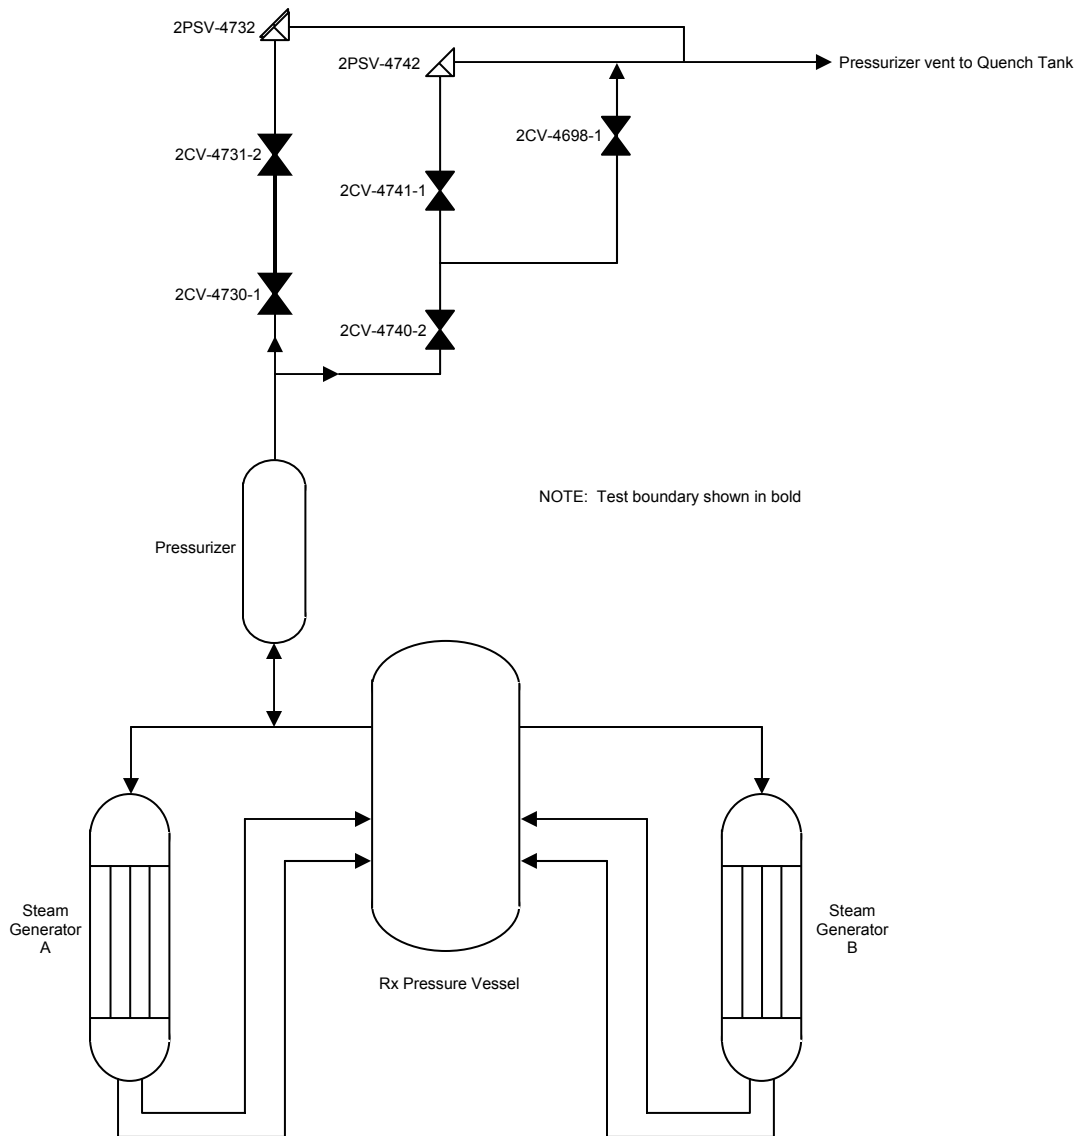 2PSV-4732
2PSV-4742
Pressurizer vent to Quench Tank
2CV-4698-1
2CV-4731-2
2CV-4741-1
2CV-4730-1
2CV-4740-2
NOTE: Test boundary shown in bold
Pressurizer
Steam
Generator
A
Steam
Generator
B
Rx Pressure Vessel